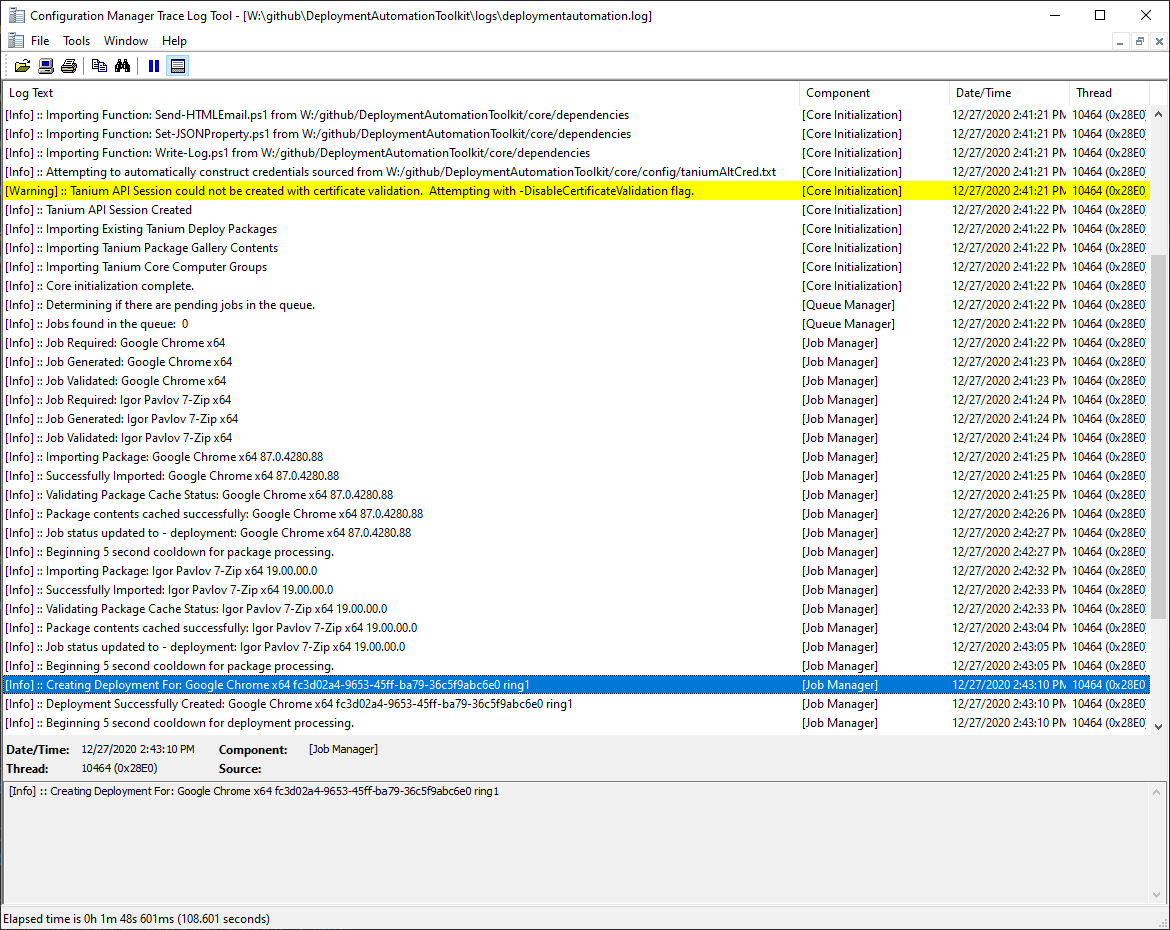 Configuration Manager Trace Log Tool - [W:\github\DeploymentAutomationToolkit\logs\deploymentautomation.log]
File Tools Window Help
Log Text Component Date/Time Thread
[Info] :: Importing Function: Send-HTMLEmail.ps1 from W:/github/DeploymentAutomationToolkit/core/dependencies [Core Initialization] 12/27/2020 2:41:21 PM 10464 (0x28E0)
[Info] :: Importing Function: Set-JSONProperty.ps1 from W:/github/DeploymentAutomationToolkit/core/dependencies [Core Initialization] 12/27/2020 2:41:21 PM 10464 (0x28E0)
[Info] :: Importing Function: Write-Log.ps1 from W:/github/DeploymentAutomationToolkit/core/dependencies [Core Initialization] 12/27/2020 2:41:21 PM 10464 (0x28E0)
[Info] :: Attempting to automatically construct credentials sourced from W:/github/DeploymentAutomationToolkit/core/config/taniumAltCred.txt [Core Initialization] 12/27/2020 2:41:21 PM 10464 (0x28E0)
[Warning] :: Tanium API Session could not be created with certificate validation.  Attempting with -DisableCertificateValidation flag. [Core Initialization] 12/27/2020 2:41:21 PM 10464 (0x28E0)
[Info] :: Tanium API Session Created [Core Initialization] 12/27/2020 2:41:22 PM 10464 (0x28E0)
[Info] :: Importing Existing Tanium Deploy Packages [Core Initialization] 12/27/2020 2:41:22 PM 10464 (0x28E0)
[Info] :: Importing Tanium Package Gallery Contents [Core Initialization] 12/27/2020 2:41:22 PM 10464 (0x28E0)
[Info] :: Importing Tanium Core Computer Groups [Core Initialization] 12/27/2020 2:41:22 PM 10464 (0x28E0)
[Info] :: Core initialization complete. [Core Initialization] 12/27/2020 2:41:22 PM 10464 (0x28E0)
[Info] :: Determining if there are pending jobs in the queue. [Queue Manager] 12/27/2020 2:41:22 PM 10464 (0x28E0)
[Info] :: Jobs found in the queue:  0 [Queue Manager] 12/27/2020 2:41:22 PM 10464 (0x28E0)
[Info] :: Job Required: Google Chrome x64 [Job Manager] 12/27/2020 2:41:22 PM 10464 (0x28E0)
[Info] :: Job Generated: Google Chrome x64 [Job Manager] 12/27/2020 2:41:23 PM 10464 (0x28E0)
[Info] :: Job Validated: Google Chrome x64 [Job Manager] 12/27/2020 2:41:23 PM 10464 (0x28E0)
[Info] :: Job Required: Igor Pavlov 7-Zip x64 [Job Manager] 12/27/2020 2:41:24 PM 10464 (0x28E0)
[Info] :: Job Generated: Igor Pavlov 7-Zip x64 [Job Manager] 12/27/2020 2:41:24 PM 10464 (0x28E0)
[Info] :: Job Validated: Igor Pavlov 7-Zip x64 [Job Manager] 12/27/2020 2:41:24 PM 10464 (0x28E0)
[Info] :: Importing Package: Google Chrome x64 87.0.4280.88 [Job Manager] 12/27/2020 2:41:25 PM 10464 (0x28E0)
[Info] :: Successfully Imported: Google Chrome x64 87.0.4280.88 [Job Manager] 12/27/2020 2:41:25 PM 10464 (0x28E0)
[Info] :: Validating Package Cache Status: Google Chrome x64 87.0.4280.88 [Job Manager] 12/27/2020 2:41:25 PM 10464 (0x28E0)
[Info] :: Package contents cached successfully: Google Chrome x64 87.0.4280.88 [Job Manager] 12/27/2020 2:42:26 PM 10464 (0x28E0)
[Info] :: Job status updated to - deployment: Google Chrome x64 87.0.4280.88 [Job Manager] 12/27/2020 2:42:27 PM 10464 (0x28E0)
[Info] :: Beginning 5 second cooldown for package processing. [Job Manager] 12/27/2020 2:42:27 PM 10464 (0x28E0)
[Info] :: Importing Package: Igor Pavlov 7-Zip x64 19.00.00.0 [Job Manager] 12/27/2020 2:42:32 PM 10464 (0x28E0)
[Info] :: Successfully Imported: Igor Pavlov 7-Zip x64 19.00.00.0 [Job Manager] 12/27/2020 2:42:33 PM 10464 (0x28E0)
[Info] :: Validating Package Cache Status: Igor Pavlov 7-Zip x64 19.00.00.0 [Job Manager] 12/27/2020 2:42:33 PM 10464 (0x28E0)
[Info] :: Package contents cached successfully: Igor Pavlov 7-Zip x64 19.00.00.0 [Job Manager] 12/27/2020 2:43:04 PM 10464 (0x28E0)
[Info] :: Job status updated to - deployment: Igor Pavlov 7-Zip x64 19.00.00.0 [Job Manager] 12/27/2020 2:43:05 PM 10464 (0x28E0)
[Info] :: Beginning 5 second cooldown for package processing. [Job Manager] 12/27/2020 2:43:05 PM 10464 (0x28E0)
[Info] :: Creating Deployment For: Google Chrome x64 fc3d02a4-9653-45ff-ba79-36c5f9abc6e0 ring1 [Job Manager] 12/27/2020 2:43:10 PM 10464 (0x28E0)
[Info] :: Deployment Successfully Created: Google Chrome x64 fc3d02a4-9653-45ff-ba79-36c5f9abc6e0 ring1 [Job Manager] 12/27/2020 2:43:10 PM 10464 (0x28E0)
[Info] :: Beginning 5 second cooldown for deployment processing. [Job Manager] 12/27/2020 2:43:10 PM 10464 (0x28E0)
Date/Time: 12/27/2020 2:43:10 PM Component: [Job Manager]
Thread: 10464 (0x28E0) Source:
[Info] :: Creating Deployment For: Google Chrome x64 fc3d02a4-9653-45ff-ba79-36c5f9abc6e0 ring1
Elapsed time is 0h 1m 48s 601ms (108.601 seconds)